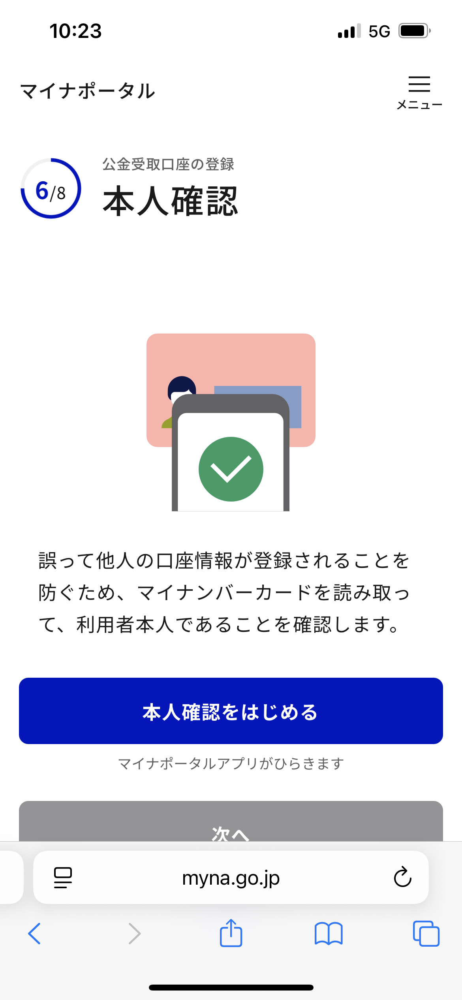 10:23
5G
マイナポータル
メニュー
公金受取口座の登録
6/8
本人確認
誤って他人の口座情報が登録されることを
防ぐため、マイナンバーカードを読み取っ
て、利用者本人であることを確認します。
本人確認をはじめる
マイナポータルアプリがひらきます
次へ
myna.go.jp